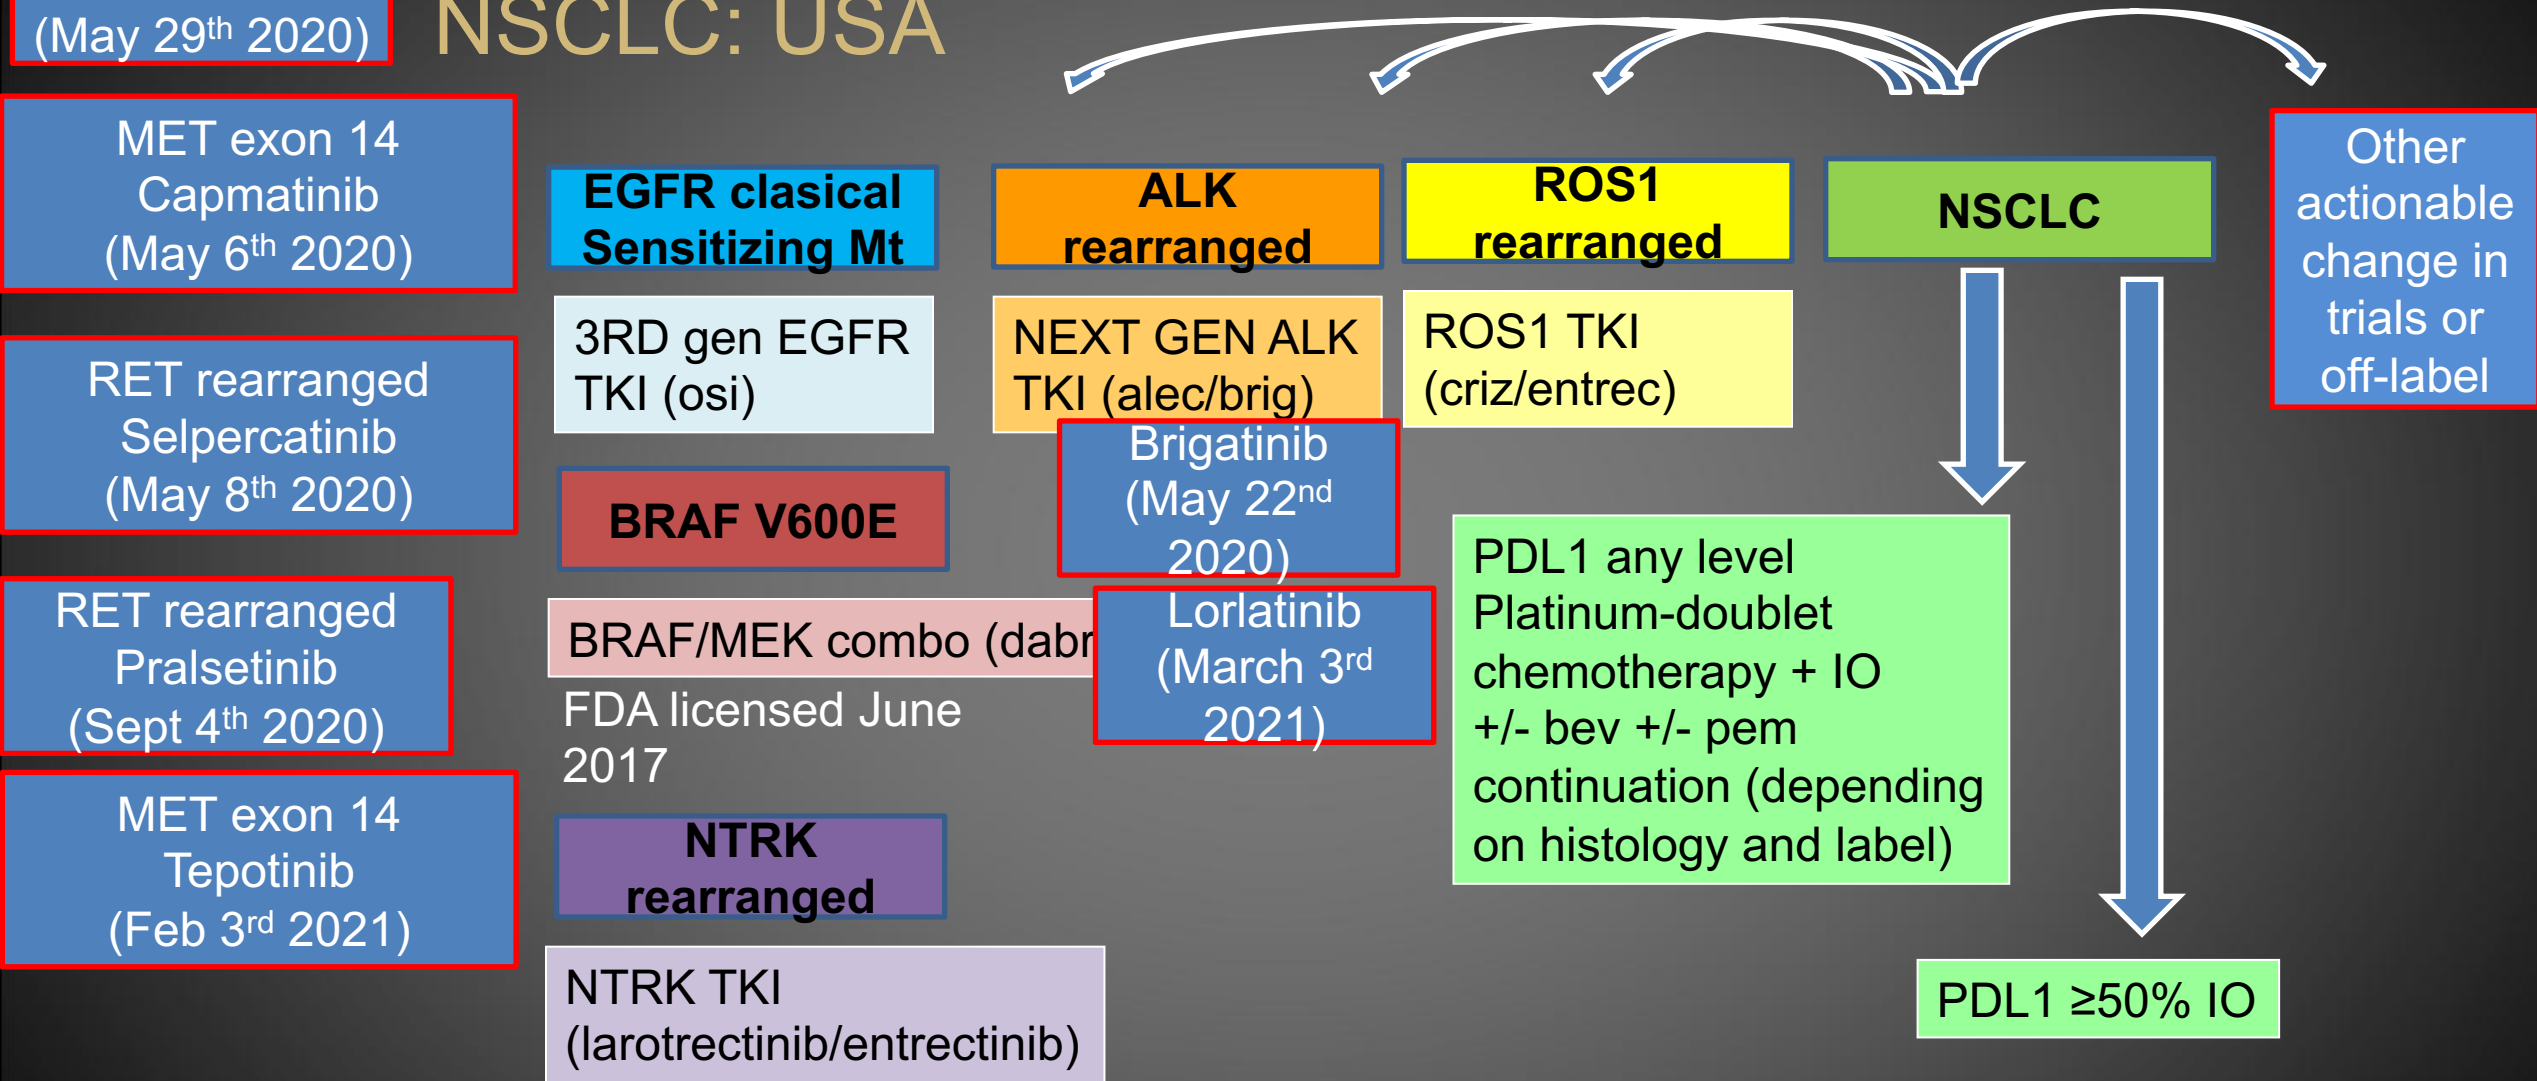 (May 29th 2020)
NSCLC: USA
MET exon 14
Capmatinib
(May 6th 2020)
RET rearranged
Selpercatinib
(May 8th 2020)
RET rearranged
Pralsetinib
(Sept 4th 2020)
MET exon 14
Tepotinib
(Feb 3rd 2021)
EGFR clasical
Sensitizing Mt
3RD gen EGFR
TKI (osi)
BRAF V600E
BRAF/MEK combo (dabr
FDA licensed June
2017
NTRK
rearranged
NTRK TKI
(larotrectinib/entrectinib)
ALK
rearranged
NEXT GEN ALK
TKI (alec/brig)
Brigatinib
(May 22nd
2020)
Lorlatinib
(March 3rd
2021)
ROS1
rearranged
ROS1 TKI
(criz/entrec)
NSCLC
PDL1 any level
Platinum-doublet
chemotherapy + IO
+/- bev +/- pem
continuation (depending
on histology and label)
PDL1 ≥50% IO
Other
actionable
change in
trials or
off-label